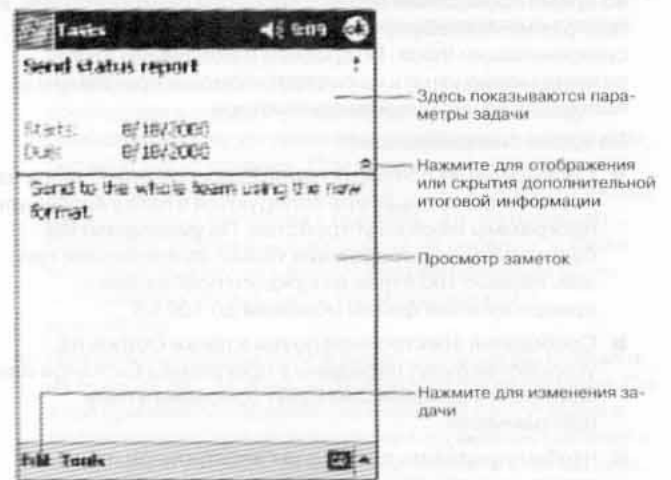 Tasks 9:09 ok
Send status report
Здесь показываются пара-
метры задачи
Starts: 8/18/2000
Due: 8/18/2000
Нажмите для отображения
или скрытия дополнительной
итоговой информации
Send to the whole team using the new
format.
Просмотр заметок
Нажмите для изменения за-
дачи
Edit Tools